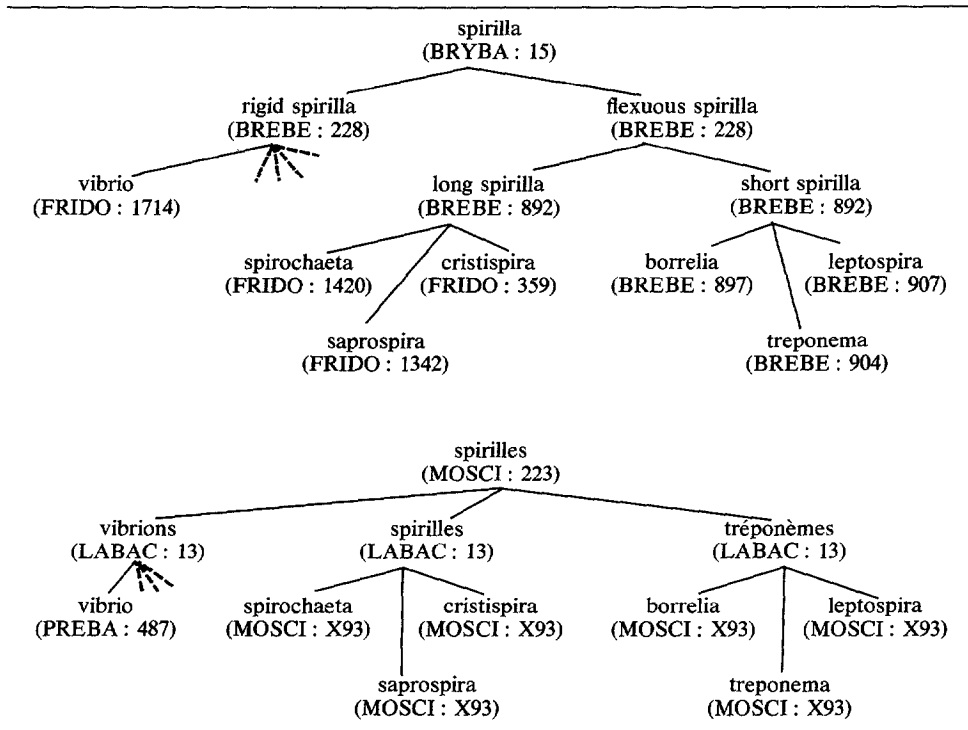 spirilla
(BRYBA : 15)
rigid spirilla flexuous spirilla
(BREBE : 228) (BREBE : 228)
vibrio long spirilla short spirilla
(FRIDO : 1714) (BREBE : 892) (BREBE : 892)
spirochaeta cristispira borrelia leptospira
(FRIDO : 1420) (FRIDO : 359) (BREBE : 897) (BREBE : 907)
saprospira treponema
(FRIDO : 1342) (BREBE : 904)
spirilles
(MOSCI : 223)
vibrions spirilles tréponèmes
(LABAC : 13) (LABAC : 13) (LABAC : 13)
vibrio spirochaeta cristispira borrelia leptospira
(PREBA : 487) (MOSCI : X93) (MOSCI : X93) (MOSCI : X93) (MOSCI : X93)
saprospira treponema
(MOSCI : X93) (MOSCI : X93)